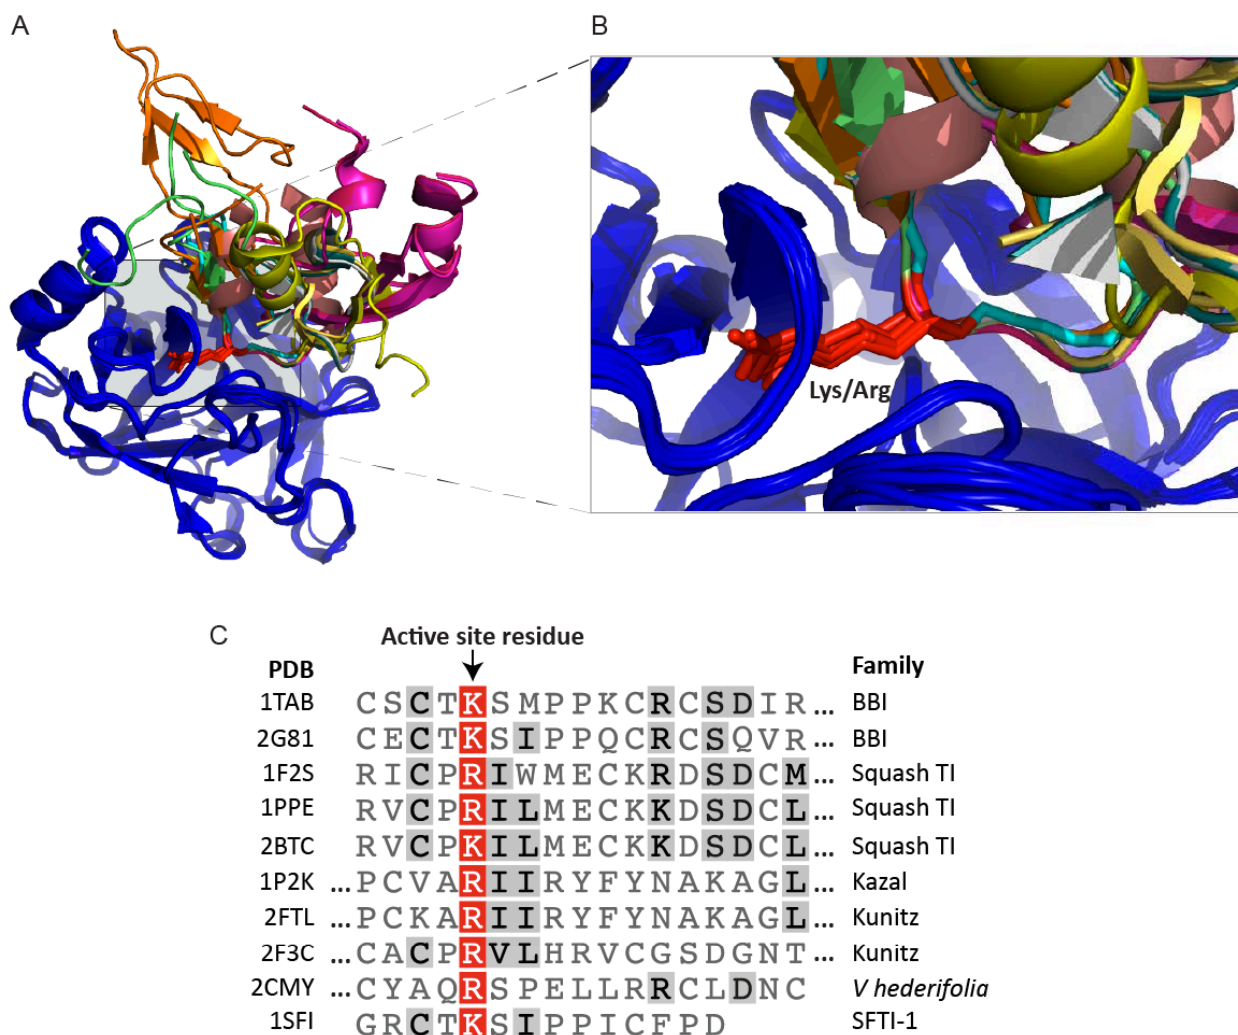 A
B
Lys/Arg
C
Active site residue
PDB Family
1TAB CSCTKSMPPKCRCSDIR... BBI
2G81 CECTKSIPPQCRCSQVR... BBI
1F2S RICPRIWMECKRDSDCM... Squash TI
1PPE RVCPRILMECKKDSDCL... Squash TI
2BTC RVCPKILMECKKDSDCL... Squash TI
1P2K ...PCVARIIRYFYNAKAGL... Kazal
2FTL ...PCKARIIRYFYNAKAGL... Kunitz
2F3C ...CACPRVLHRVCGSDGNT... Kunitz
2CMY ...CYAQRSPELLRRCLDNC V hederifolia
1SFI GRCTKSIPPICFPD SFTI-1